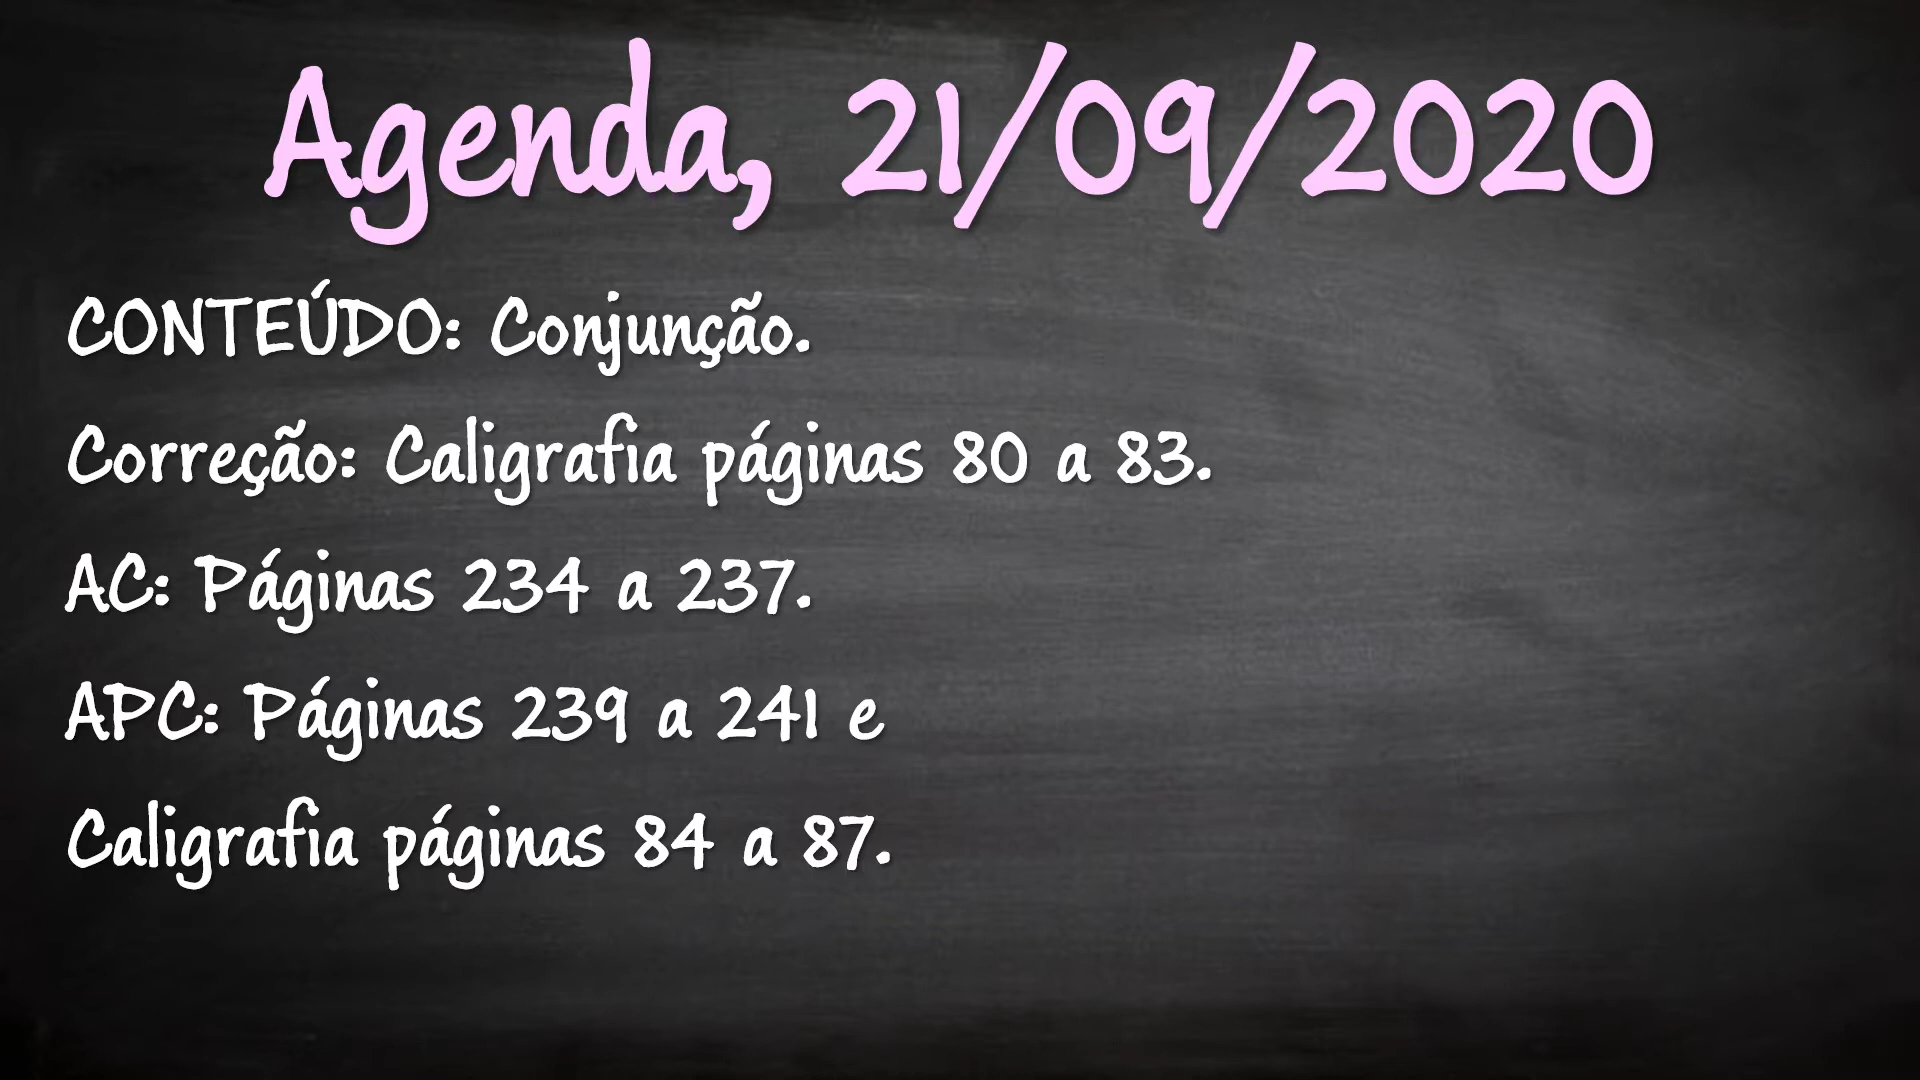 Agenda, 21/09/2020
CONTEÚDO: Conjunção.
Correção: Caligrafia páginas 80 a 83.
AC: Páginas 234 a 237.
APC: Páginas 239 a 241 e
Caligrafia páginas 84 a 87.